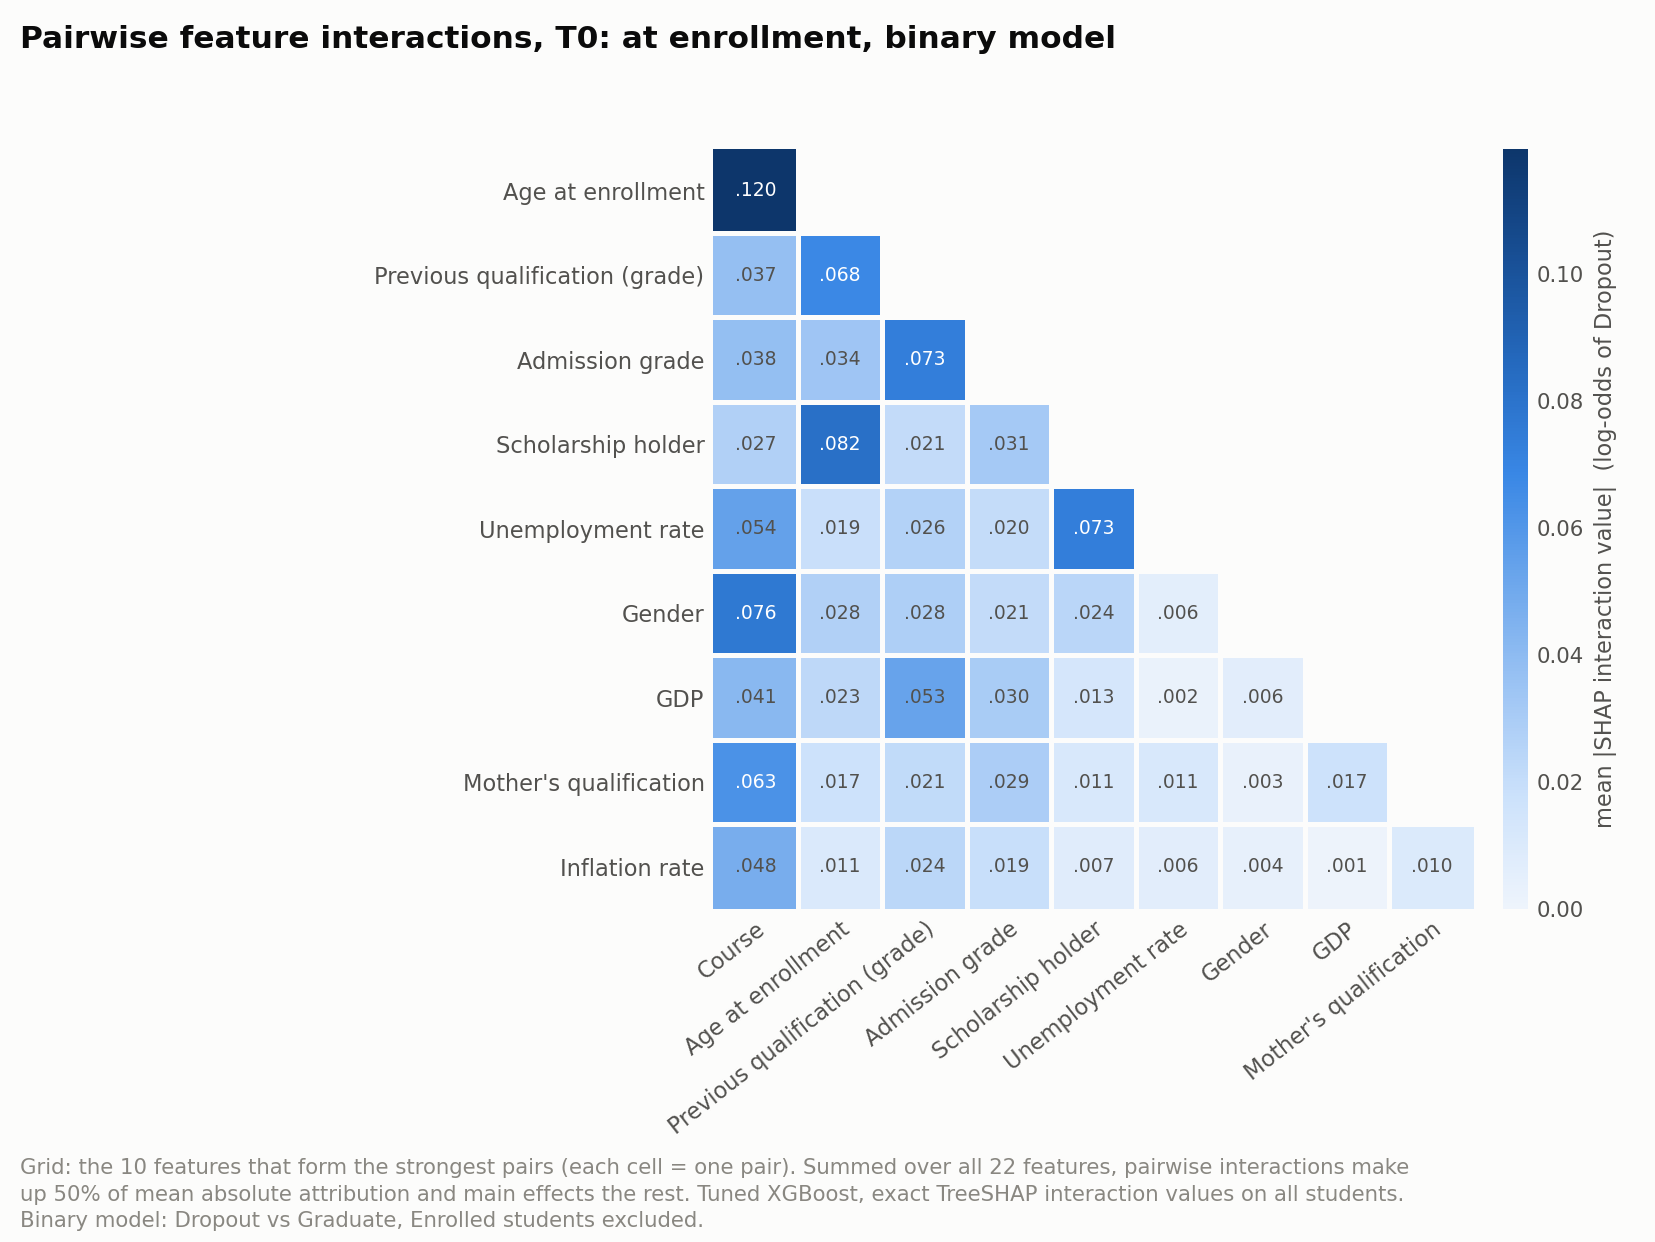 Pairwise feature interactions, T0: at enrollment, binary model
Age at enrollment .120
Previous qualification (grade) .037 .068
Admission grade .038 .034 .073
Scholarship holder .027 .082 .021 .031
Unemployment rate .054 .019 .026 .020 .073
Gender .076 .028 .028 .021 .024 .006
GDP .041 .023 .053 .030 .013 .002 .006
Mother's qualification .063 .017 .021 .029 .011 .011 .003 .017
Inflation rate .048 .011 .024 .019 .007 .006 .004 .001 .010
Course
Age at enrollment
Previous qualification (grade)
Admission grade
Scholarship holder
Unemployment rate
Gender
GDP
Mother's qualification
0.10
0.08
0.06
0.04
0.02
0.00
mean |SHAP interaction value| (log-odds of Dropout)
Grid: the 10 features that form the strongest pairs (each cell = one pair). Summed over all 22 features, pairwise interactions make
up 50% of mean absolute attribution and main effects the rest. Tuned XGBoost, exact TreeSHAP interaction values on all students.
Binary model: Dropout vs Graduate, Enrolled students excluded.